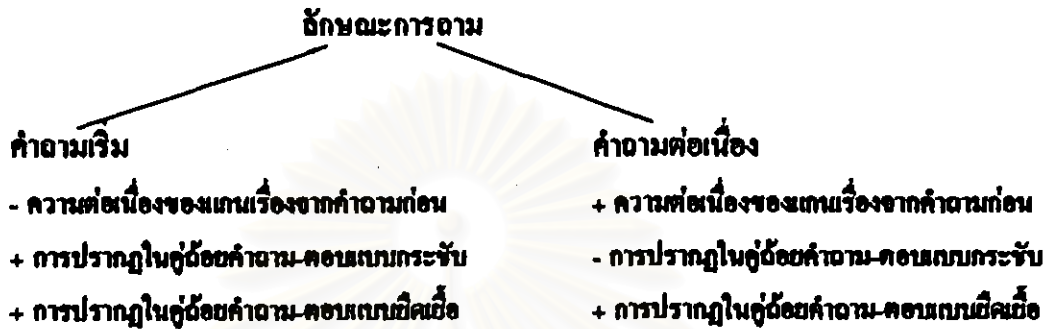 ลักษณะการถาม
คำถามเริ่ม
- ความต่อเนื่องของแกนเรื่องจากคำถามก่อน
+ การปรากฏในคู่ถ้อยคำถาม-ตอบแบบกระชับ
+ การปรากฏในคู่ถ้อยคำถาม-ตอบแบบยืดเยื้อ
คำถามต่อเนื่อง
+ ความต่อเนื่องของแกนเรื่องจากคำถามก่อน
- การปรากฏในคู่ถ้อยคำถาม-ตอบแบบกระชับ
+ การปรากฏในคู่ถ้อยคำถาม-ตอบแบบยืดเยื้อ